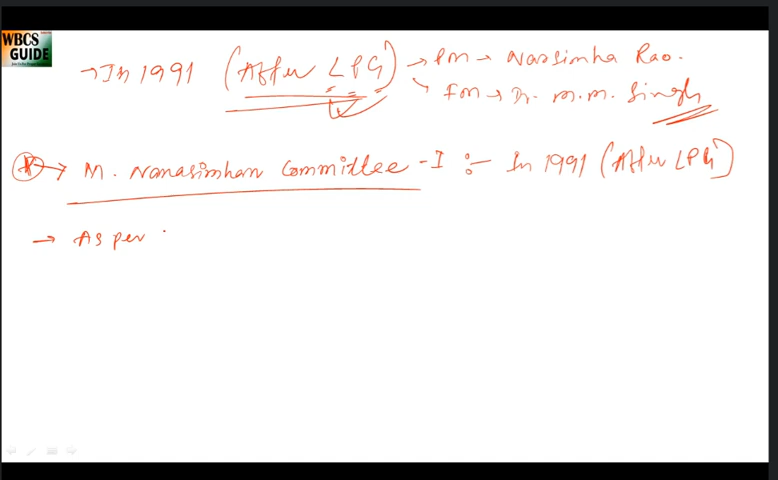 WBCS
GUIDE
→ In 1991 (After LPG) → PM → Narsimha Rao.
→ FM → Dr. M.M. Singh
→ M. Narasimhan Committee - I :- In 1991 (After LPG)
→ As per